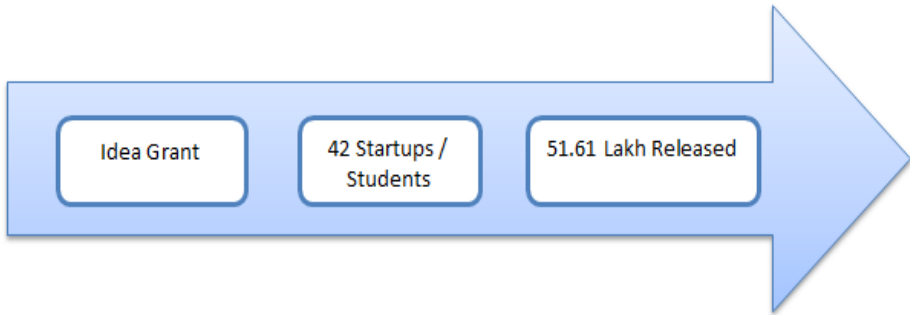 Idea Grant
42 Startups /
Students
51.61 Lakh Released